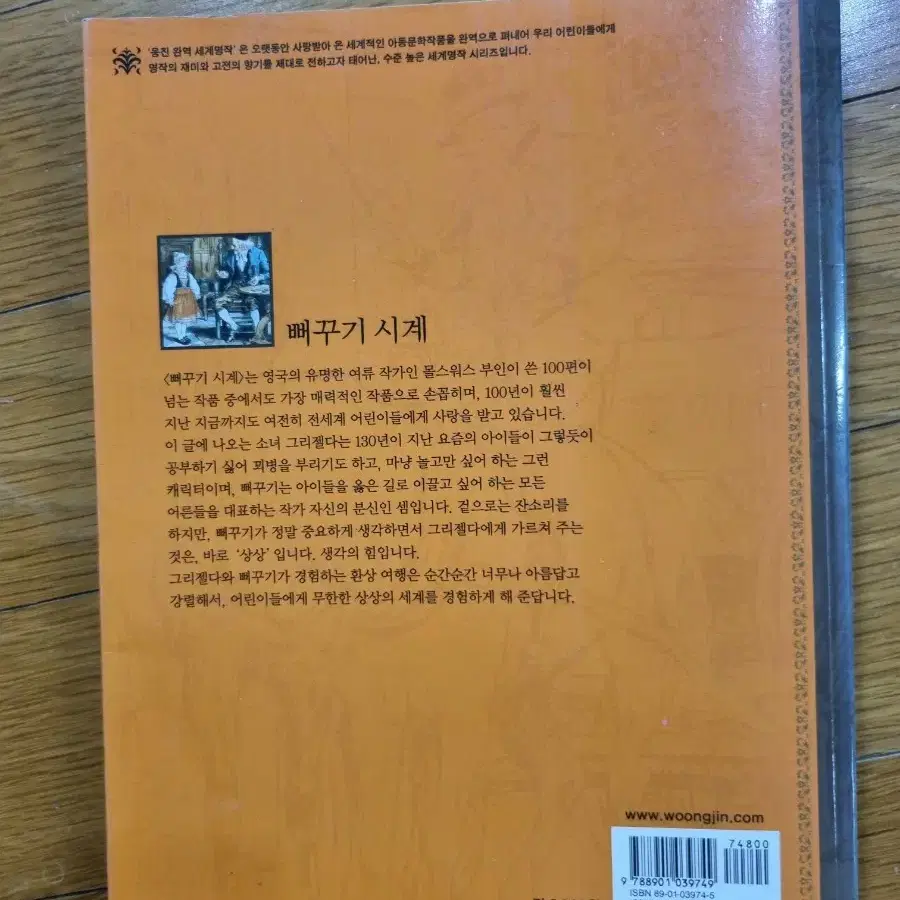 '웅진 완역 세계명작' 은 오랫동안 사랑받아 온 세계적인 아동문학작품을 완역으로 펴내어 우리 어린이들에게
명작의 재미와 고전의 향기를 제대로 전하고자 태어난, 수준 높은 세계명작 시리즈입니다.
뻐꾸기 시계
〈뻐꾸기 시계〉는 영국의 유명한 여류 작가인 몰스워스 부인이 쓴 100편이
넘는 작품 중에서도 가장 매력적인 작품으로 손꼽히며, 100년이 훨씬
지난 지금까지도 여전히 전세계 어린이들에게 사랑을 받고 있습니다.
이 글에 나오는 소녀 그리젤다는 130년이 지난 요즘의 아이들이 그렇듯이
공부하기 싫어 꾀병을 부리기도 하고, 마냥 놀고만 싶어 하는 그런
캐릭터이며, 뻐꾸기는 아이들을 옳은 길로 이끌고 싶어 하는 모든
어른들을 대표하는 작가 자신의 분신인 셈입니다. 겉으로는 잔소리를
하지만, 뻐꾸기가 정말 중요하게 생각하면서 그리젤다에게 가르쳐 주는
것은, 바로 '상상' 입니다. 생각의 힘입니다.
그리젤다와 뻐꾸기가 경험하는 환상 여행은 순간순간 너무나 아름답고
강렬해서, 어린이들에게 무한한 상상의 세계를 경험하게 해 준답니다.
www.woongjin.com
74800
9 788901 039749
ISBN 89-01-03974-5